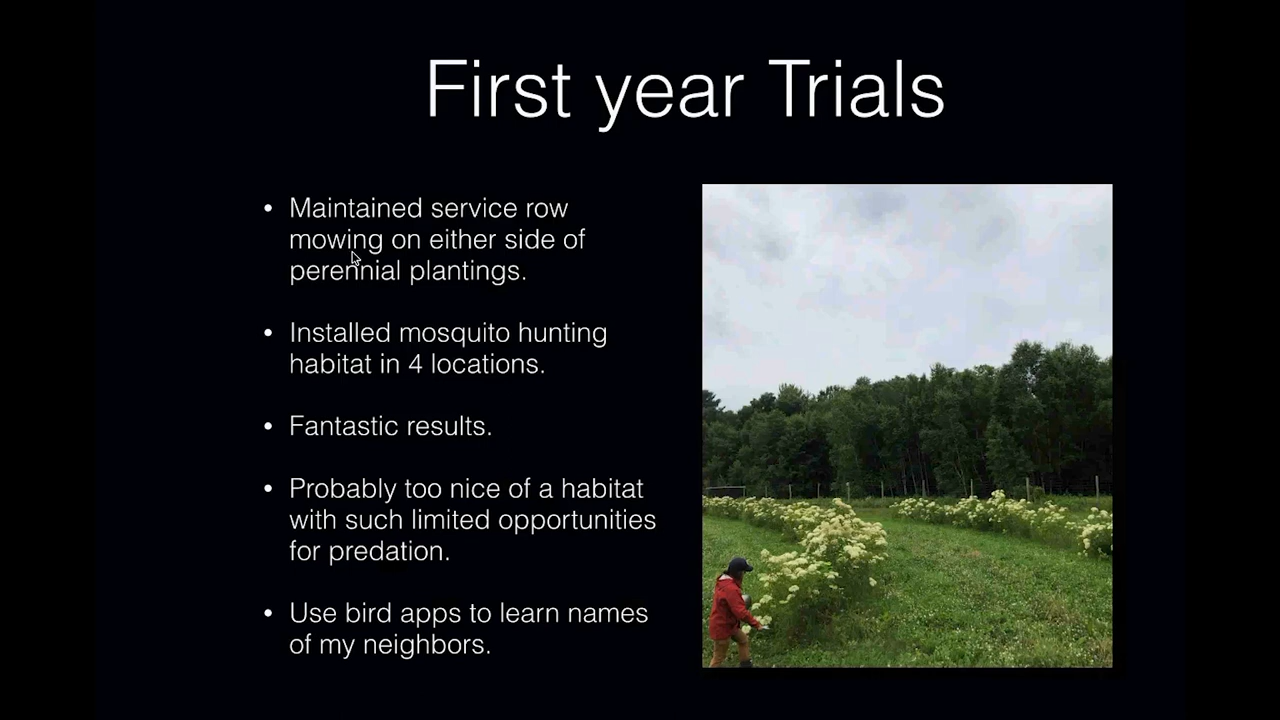 First year Trials
• Maintained service row
mowing on either side of
perennial plantings.
• Installed mosquito hunting
habitat in 4 locations.
• Fantastic results.
• Probably too nice of a habitat
with such limited opportunities
for predation.
• Use bird apps to learn names
of my neighbors.